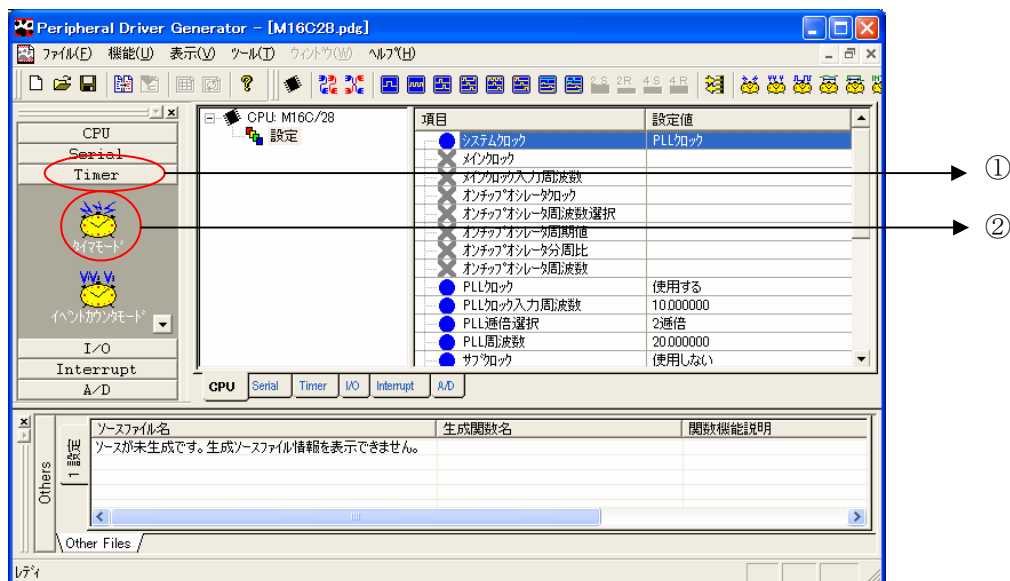 Peripheral Driver Generator – [M16C28.pdg]
ファイル(F) 機能(U) 表示(V) ツール(T) ウィンドウ(W) ヘルプ(H)
2S 2R 4S 4R
CPU
Serial
Timer
タイマモード
イベントカウンタモード
I/O
Interrupt
A/D
CPU: M16C/28
設定
項目 設定値
システムクロック PLLクロック
メインクロック
メインクロック入力周波数
オンチップオシレータクロック
オンチップオシレータ周波数選択
オンチップオシレータ周期値
オンチップオシレータ分周比
オンチップオシレータ周波数
PLLクロック 使用する
PLLクロック入力周波数 10.000000
PLL逓倍選択 2逓倍
PLL周波数 20.000000
サブクロック 使用しない
CPU Serial Timer I/O Interrupt A/D
①
②
Others
1 設定
ソースファイル名 生成関数名 関数機能説明
ソースが未生成です。生成ソースファイル情報を表示できません。
Other Files
レディ